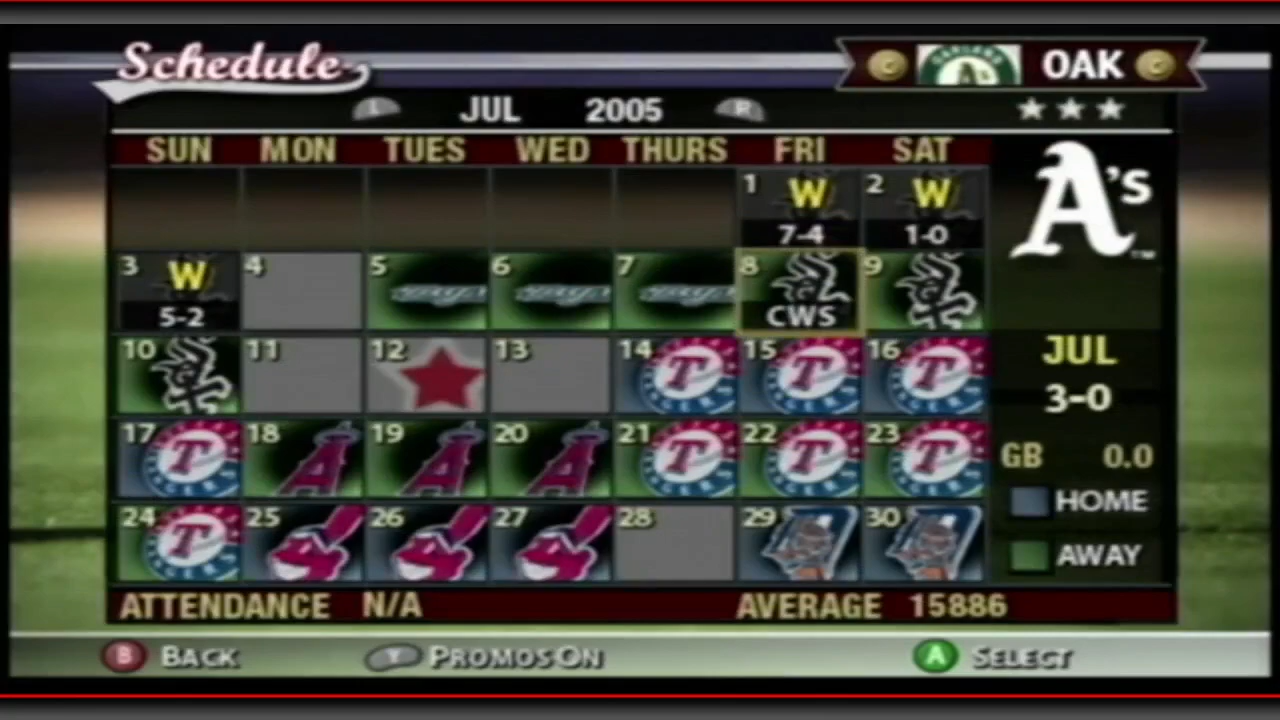 Schedule
OAKLAND A's C OAK C
L JUL 2005 R
SUN MON TUES WED THURS FRI SAT
1 W 7-4 2 W 1-0
3 W 5-2 4 5 6 7 8 CWS 9
10 11 12 13 14 T 15 T 16 T
17 T 18 A 19 A 20 A 21 T 22 T 23 T
24 T 25 26 27 28 29 30
A's™
JUL
3-0
GB 0.0
HOME
AWAY
ATTENDANCE N/A AVERAGE 15886
B BACK Y PROMOS ON A SELECT